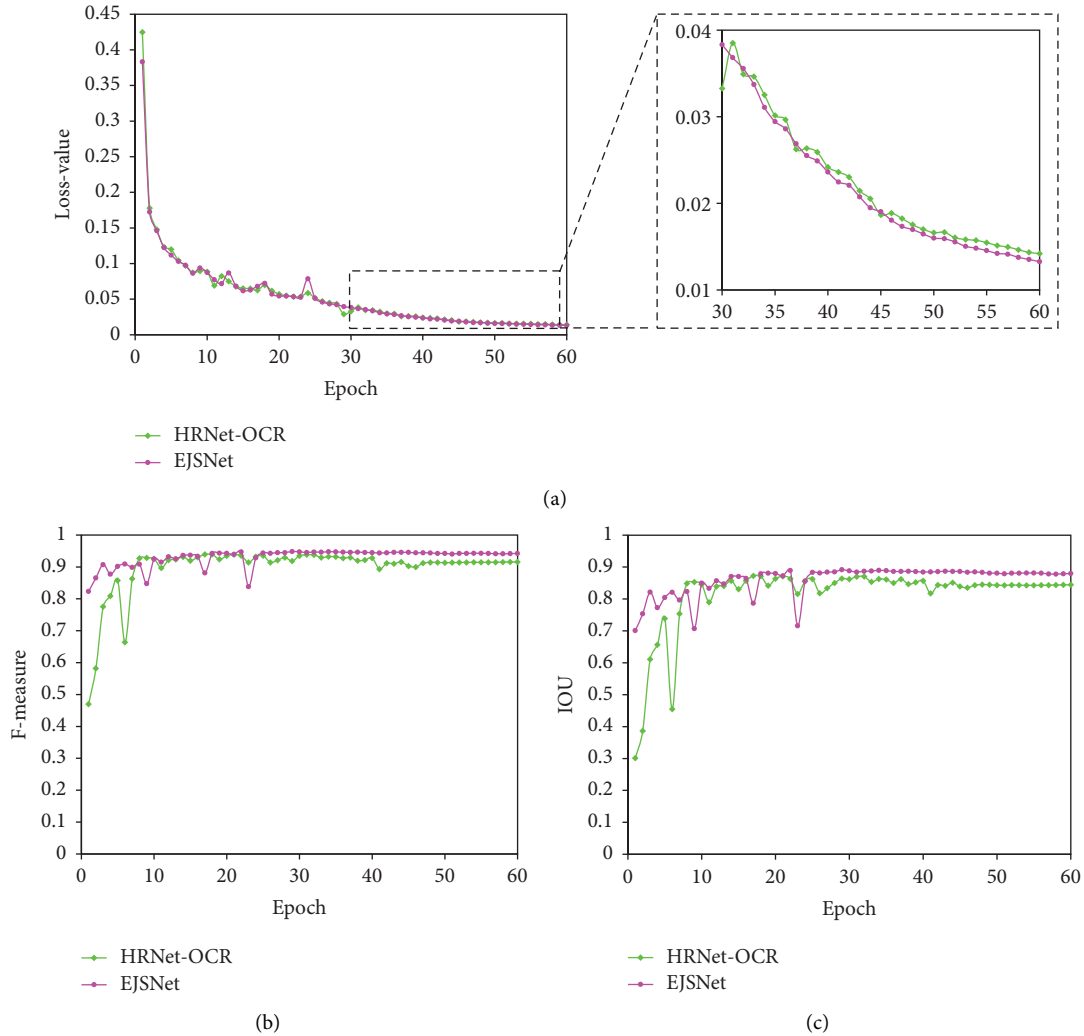 0.45
0.4
0.35
0.3
0.25
0.2
0.15
0.1
0.05
0
Loss-value
0 10 20 30 40 50 60
Epoch
0.04
0.03
0.02
0.01
30 35 40 45 50 55 60
HRNet-OCR
EJSNet
(a)
1
0.9
0.8
0.7
0.6
0.5
0.4
0.3
0.2
0.1
0
F-measure
0 10 20 30 40 50 60
Epoch
HRNet-OCR
EJSNet
(b)
1
0.9
0.8
0.7
0.6
0.5
0.4
0.3
0.2
0.1
0
IOU
0 10 20 30 40 50 60
Epoch
HRNet-OCR
EJSNet
(c)